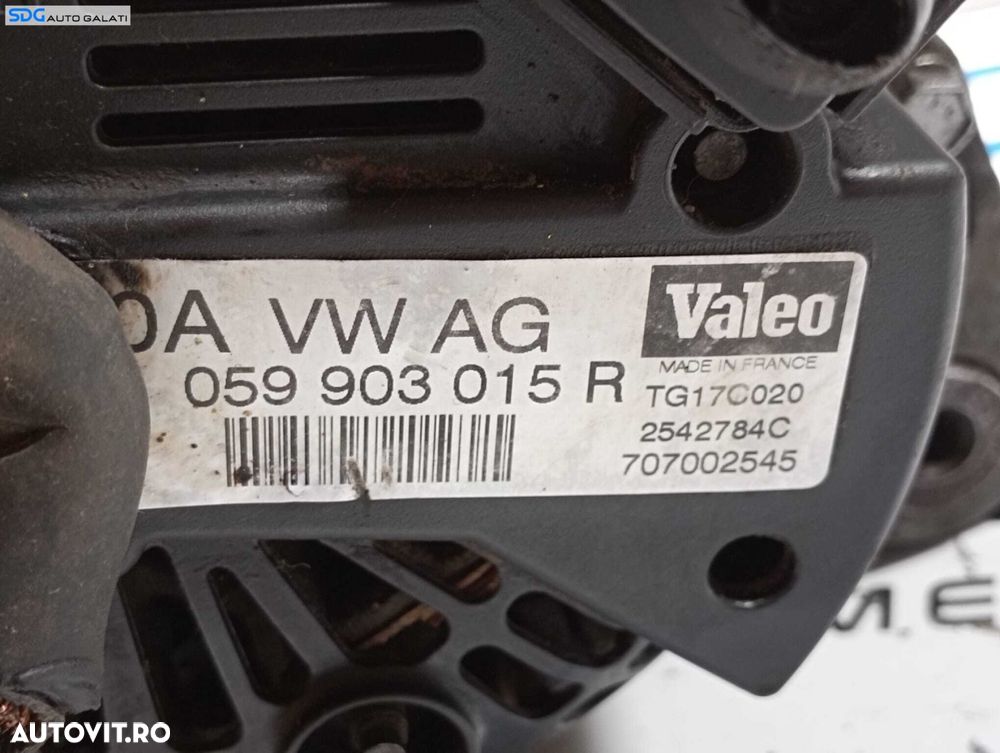 SDG AUTO GALATI
0A VW AG
059 903 015 R
Valeo
MADE IN FRANCE
TG17C020
2542784C
707002545
AUTOVIT.RO